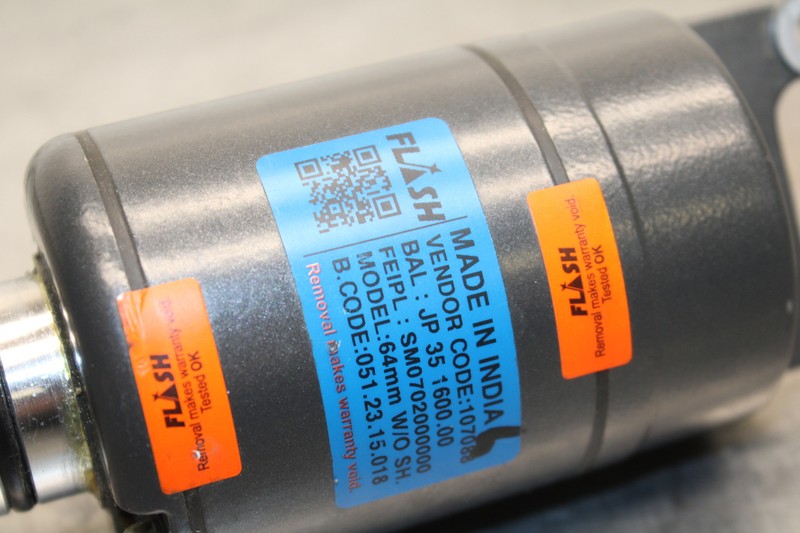 FLASH
MADE IN INDIA
VENDOR CODE:107068
BAL : JP 35 1600.00
FEIPL : SM0702000000
MODEL:64mm W/O SH.
B.CODE:051.23.15.018
Removal makes warranty void.
FLASH
Removal makes warranty void.
Tested OK
FLASH
Removal makes warranty void.
Tested OK